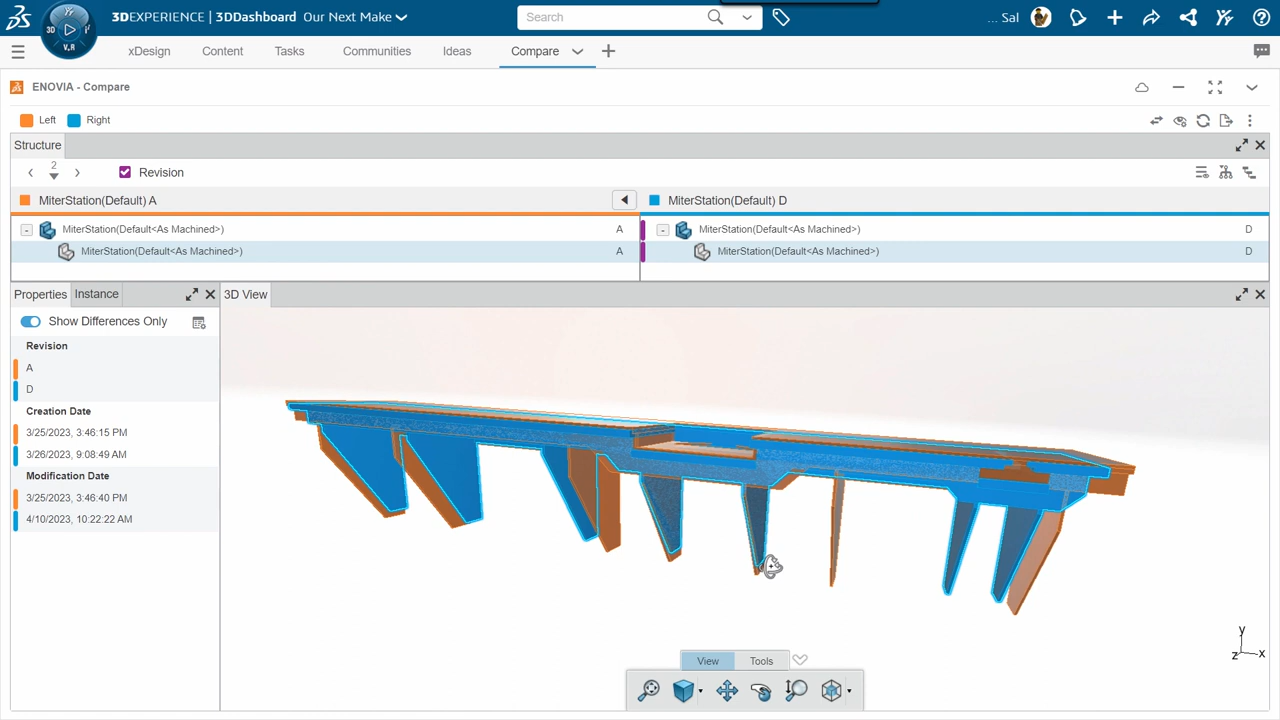 3DEXPERIENCE | 3DDashboard Our Next Make
Search
... Sal
3D
V.R
xDesign Content Tasks Communities Ideas Compare
ENOVIA - Compare
Left Right
Structure
2
Revision
MiterStation(Default) A
MiterStation(Default) D
MiterStation(Default<As Machined>) A
MiterStation(Default<As Machined>) D
MiterStation(Default<As Machined>) A
MiterStation(Default<As Machined>) D
Properties Instance
3D View
Show Differences Only
Revision
A
D
Creation Date
3/25/2023, 3:46:15 PM
3/26/2023, 9:08:49 AM
Modification Date
3/25/2023, 3:46:40 PM
4/10/2023, 10:22:22 AM
y
z x
View Tools